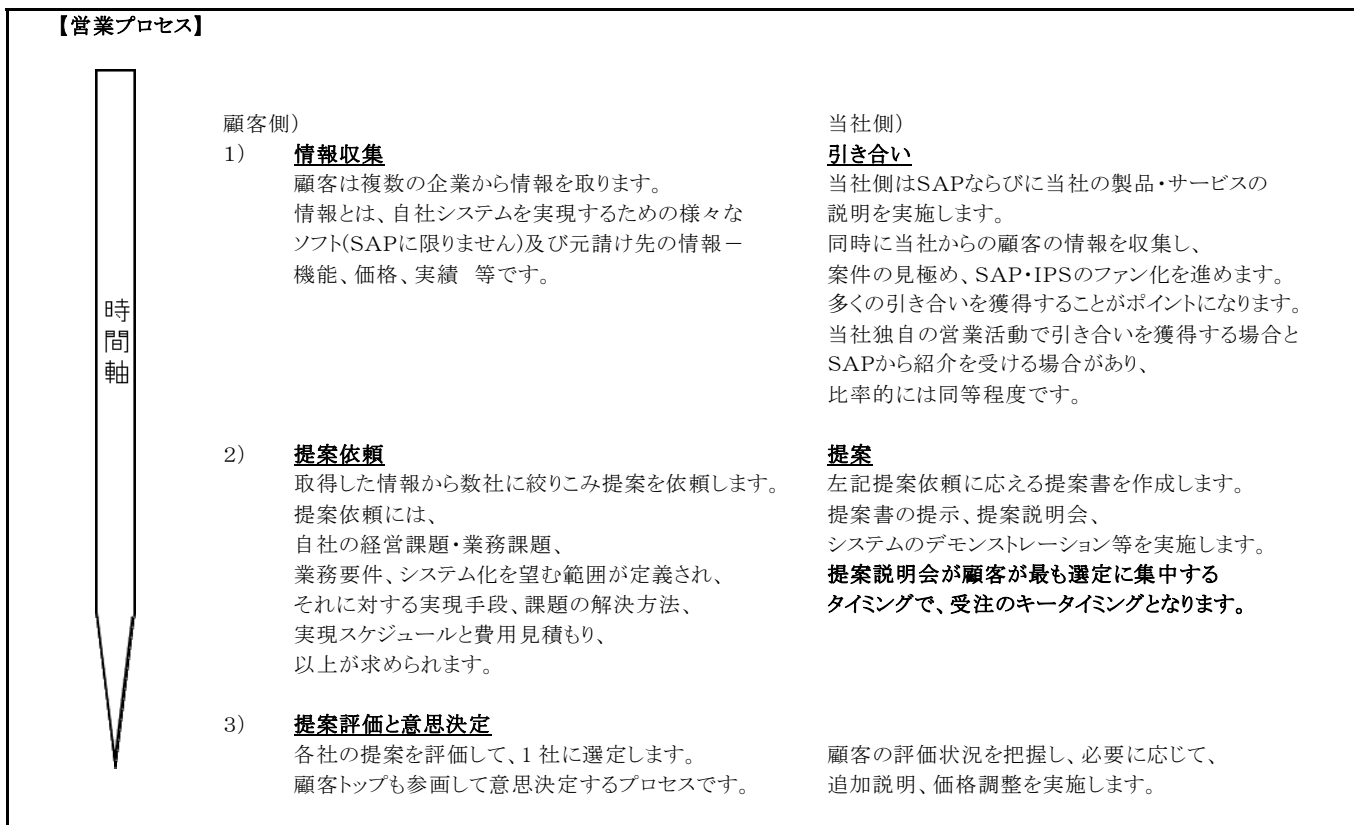 【営業プロセス】
時間軸
顧客側)
1) 情報収集
顧客は複数の企業から情報を取ります。
情報とは、自社システムを実現するための様々な
ソフト(SAPに限りません)及び元請け先の情報－
機能、価格、実績 等です。
当社側)
引き合い
当社側はSAPならびに当社の製品・サービスの
説明を実施します。
同時に当社からの顧客の情報を収集し、
案件の見極め、SAP・IPSのファン化を進めます。
多くの引き合いを獲得することがポイントになります。
当社独自の営業活動で引き合いを獲得する場合と
SAPから紹介を受ける場合があり、
比率的には同等程度です。
2) 提案依頼
取得した情報から数社に絞りこみ提案を依頼します。
提案依頼には、
自社の経営課題・業務課題、
業務要件、システム化を望む範囲が定義され、
それに対する実現手段、課題の解決方法、
実現スケジュールと費用見積もり、
以上が求められます。
提案
左記提案依頼に応える提案書を作成します。
提案書の提示、提案説明会、
システムのデモンストレーション等を実施します。
提案説明会が顧客が最も選定に集中する
タイミングで、受注のキータイミングとなります。
3) 提案評価と意思決定
各社の提案を評価して、1社に選定します。
顧客トップも参画して意思決定するプロセスです。
顧客の評価状況を把握し、必要に応じて、
追加説明、価格調整を実施します。